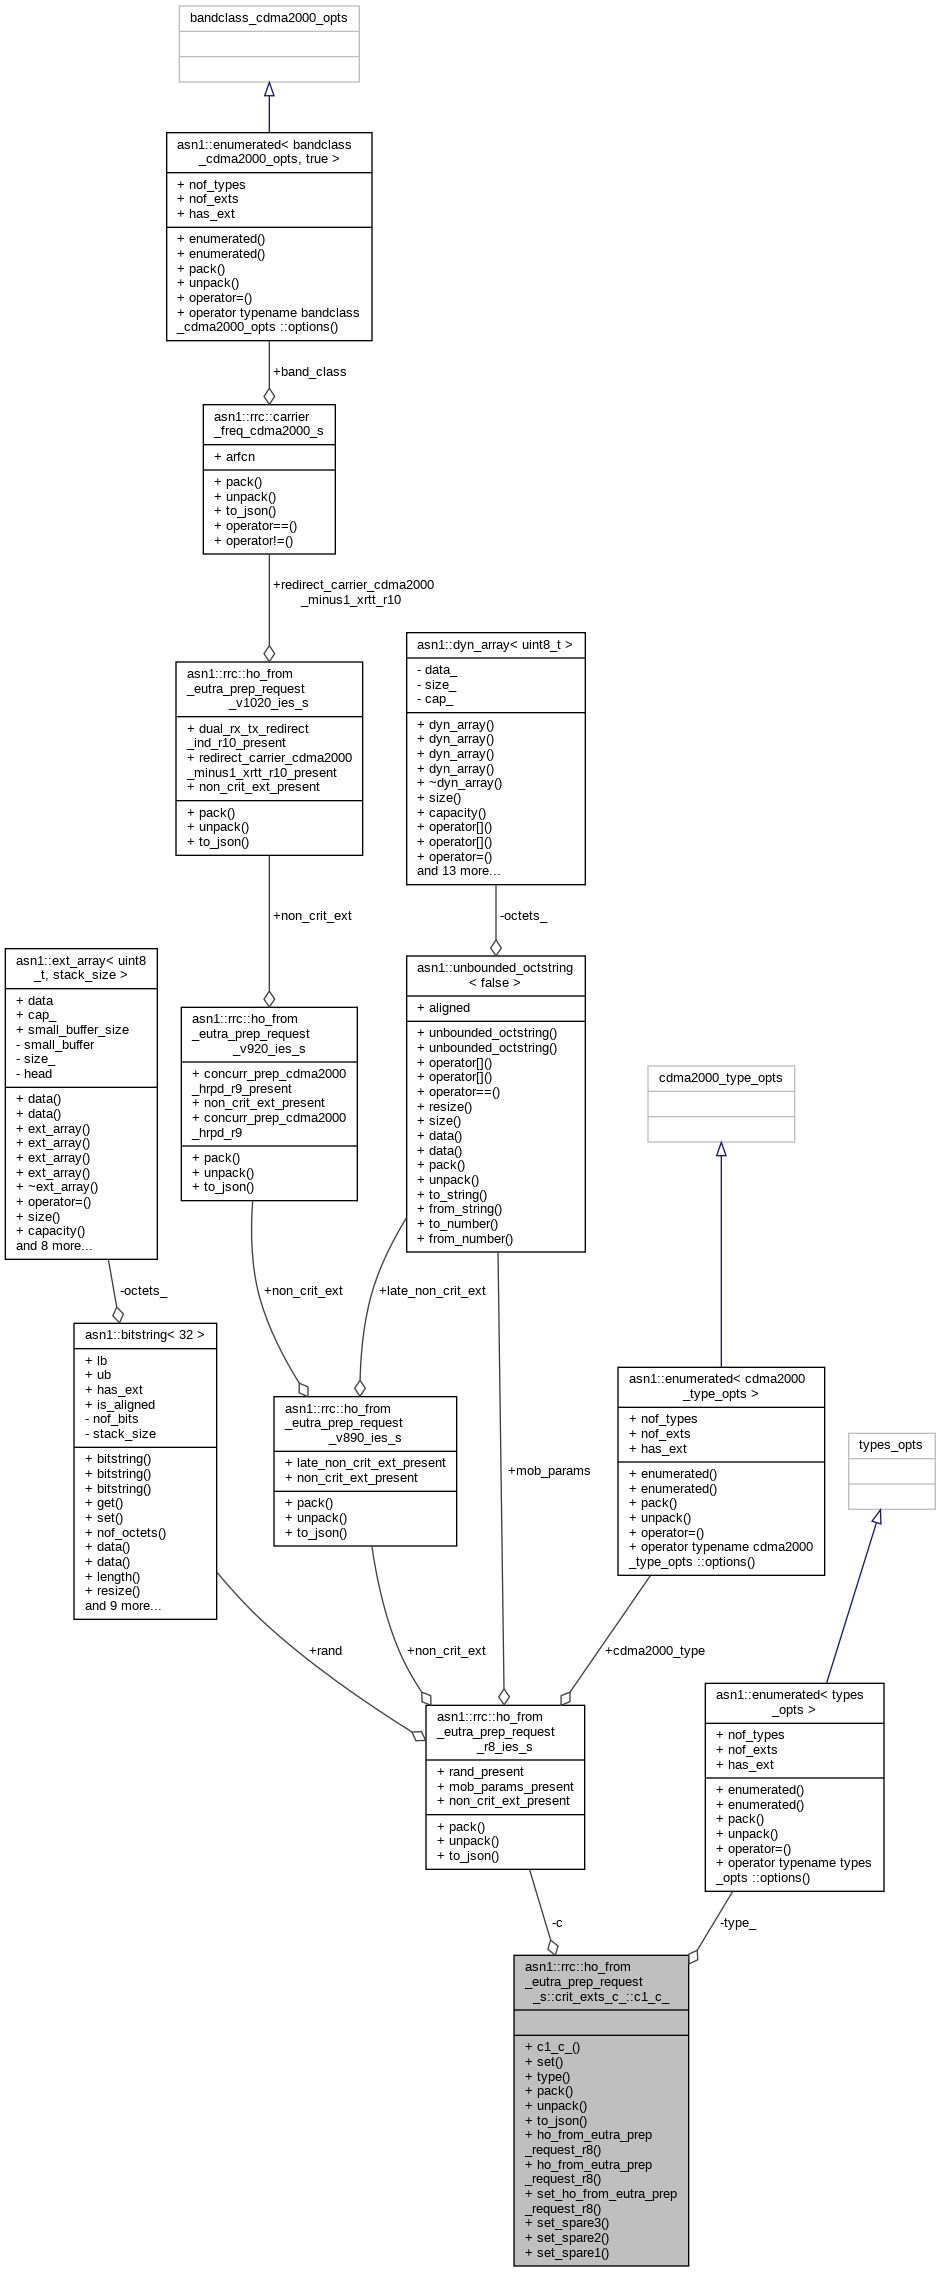 bandclass_cdma2000_opts
asn1::enumerated< bandclass
_cdma2000_opts, true >
+ nof_types
+ nof_exts
+ has_ext
+ enumerated()
+ enumerated()
+ pack()
+ unpack()
+ operator=()
+ operator typename bandclass
_cdma2000_opts ::options()
+band_class
asn1::rrc::carrier
_freq_cdma2000_s
+ arfcn
+ pack()
+ unpack()
+ to_json()
+ operator==()
+ operator!=()
+redirect_carrier_cdma2000
_minus1_xrtt_r10
asn1::rrc::ho_from
_eutra_prep_request
_v1020_ies_s
+ dual_rx_tx_redirect
_ind_r10_present
+ redirect_carrier_cdma2000
_minus1_xrtt_r10_present
+ non_crit_ext_present
+ pack()
+ unpack()
+ to_json()
asn1::dyn_array< uint8_t >
- data_
- size_
- cap_
+ dyn_array()
+ dyn_array()
+ dyn_array()
+ dyn_array()
+ ~dyn_array()
+ size()
+ capacity()
+ operator[]()
+ operator[]()
+ operator=()
and 13 more...
+non_crit_ext
-octets_
asn1::ext_array< uint8
_t, stack_size >
+ data
+ cap_
+ small_buffer_size
- small_buffer
- size_
- head
+ data()
+ data()
+ ext_array()
+ ext_array()
+ ext_array()
+ ext_array()
+ ~ext_array()
+ operator=()
+ size()
+ capacity()
and 8 more...
asn1::rrc::ho_from
_eutra_prep_request
_v920_ies_s
+ concurr_prep_cdma2000
_hrpd_r9_present
+ non_crit_ext_present
+ concurr_prep_cdma2000
_hrpd_r9
+ pack()
+ unpack()
+ to_json()
asn1::unbounded_octstring
< false >
+ aligned
+ unbounded_octstring()
+ unbounded_octstring()
+ operator[]()
+ operator[]()
+ operator==()
+ resize()
+ size()
+ data()
+ data()
+ pack()
+ unpack()
+ to_string()
+ from_string()
+ to_number()
+ from_number()
cdma2000_type_opts
-octets_
+non_crit_ext
+late_non_crit_ext
asn1::bitstring< 32 >
+ lb
+ ub
+ has_ext
+ is_aligned
- nof_bits
- stack_size
+ bitstring()
+ bitstring()
+ bitstring()
+ get()
+ set()
+ nof_octets()
+ data()
+ data()
+ length()
+ resize()
and 9 more...
asn1::rrc::ho_from
_eutra_prep_request
_v890_ies_s
+ late_non_crit_ext_present
+ non_crit_ext_present
+ pack()
+ unpack()
+ to_json()
+mob_params
asn1::enumerated< cdma2000
_type_opts >
+ nof_types
+ nof_exts
+ has_ext
+ enumerated()
+ enumerated()
+ pack()
+ unpack()
+ operator=()
+ operator typename cdma2000
_type_opts ::options()
types_opts
+rand
+non_crit_ext
+cdma2000_type
asn1::rrc::ho_from
_eutra_prep_request
_r8_ies_s
+ rand_present
+ mob_params_present
+ non_crit_ext_present
+ pack()
+ unpack()
+ to_json()
asn1::enumerated< types
_opts >
+ nof_types
+ nof_exts
+ has_ext
+ enumerated()
+ enumerated()
+ pack()
+ unpack()
+ operator=()
+ operator typename types
_opts ::options()
-c
-type_
asn1::rrc::ho_from
_eutra_prep_request
_s::crit_exts_c_::c1_c_
+ c1_c_()
+ set()
+ type()
+ pack()
+ unpack()
+ to_json()
+ ho_from_eutra_prep
_request_r8()
+ ho_from_eutra_prep
_request_r8()
+ set_ho_from_eutra_prep
_request_r8()
+ set_spare3()
+ set_spare2()
+ set_spare1()